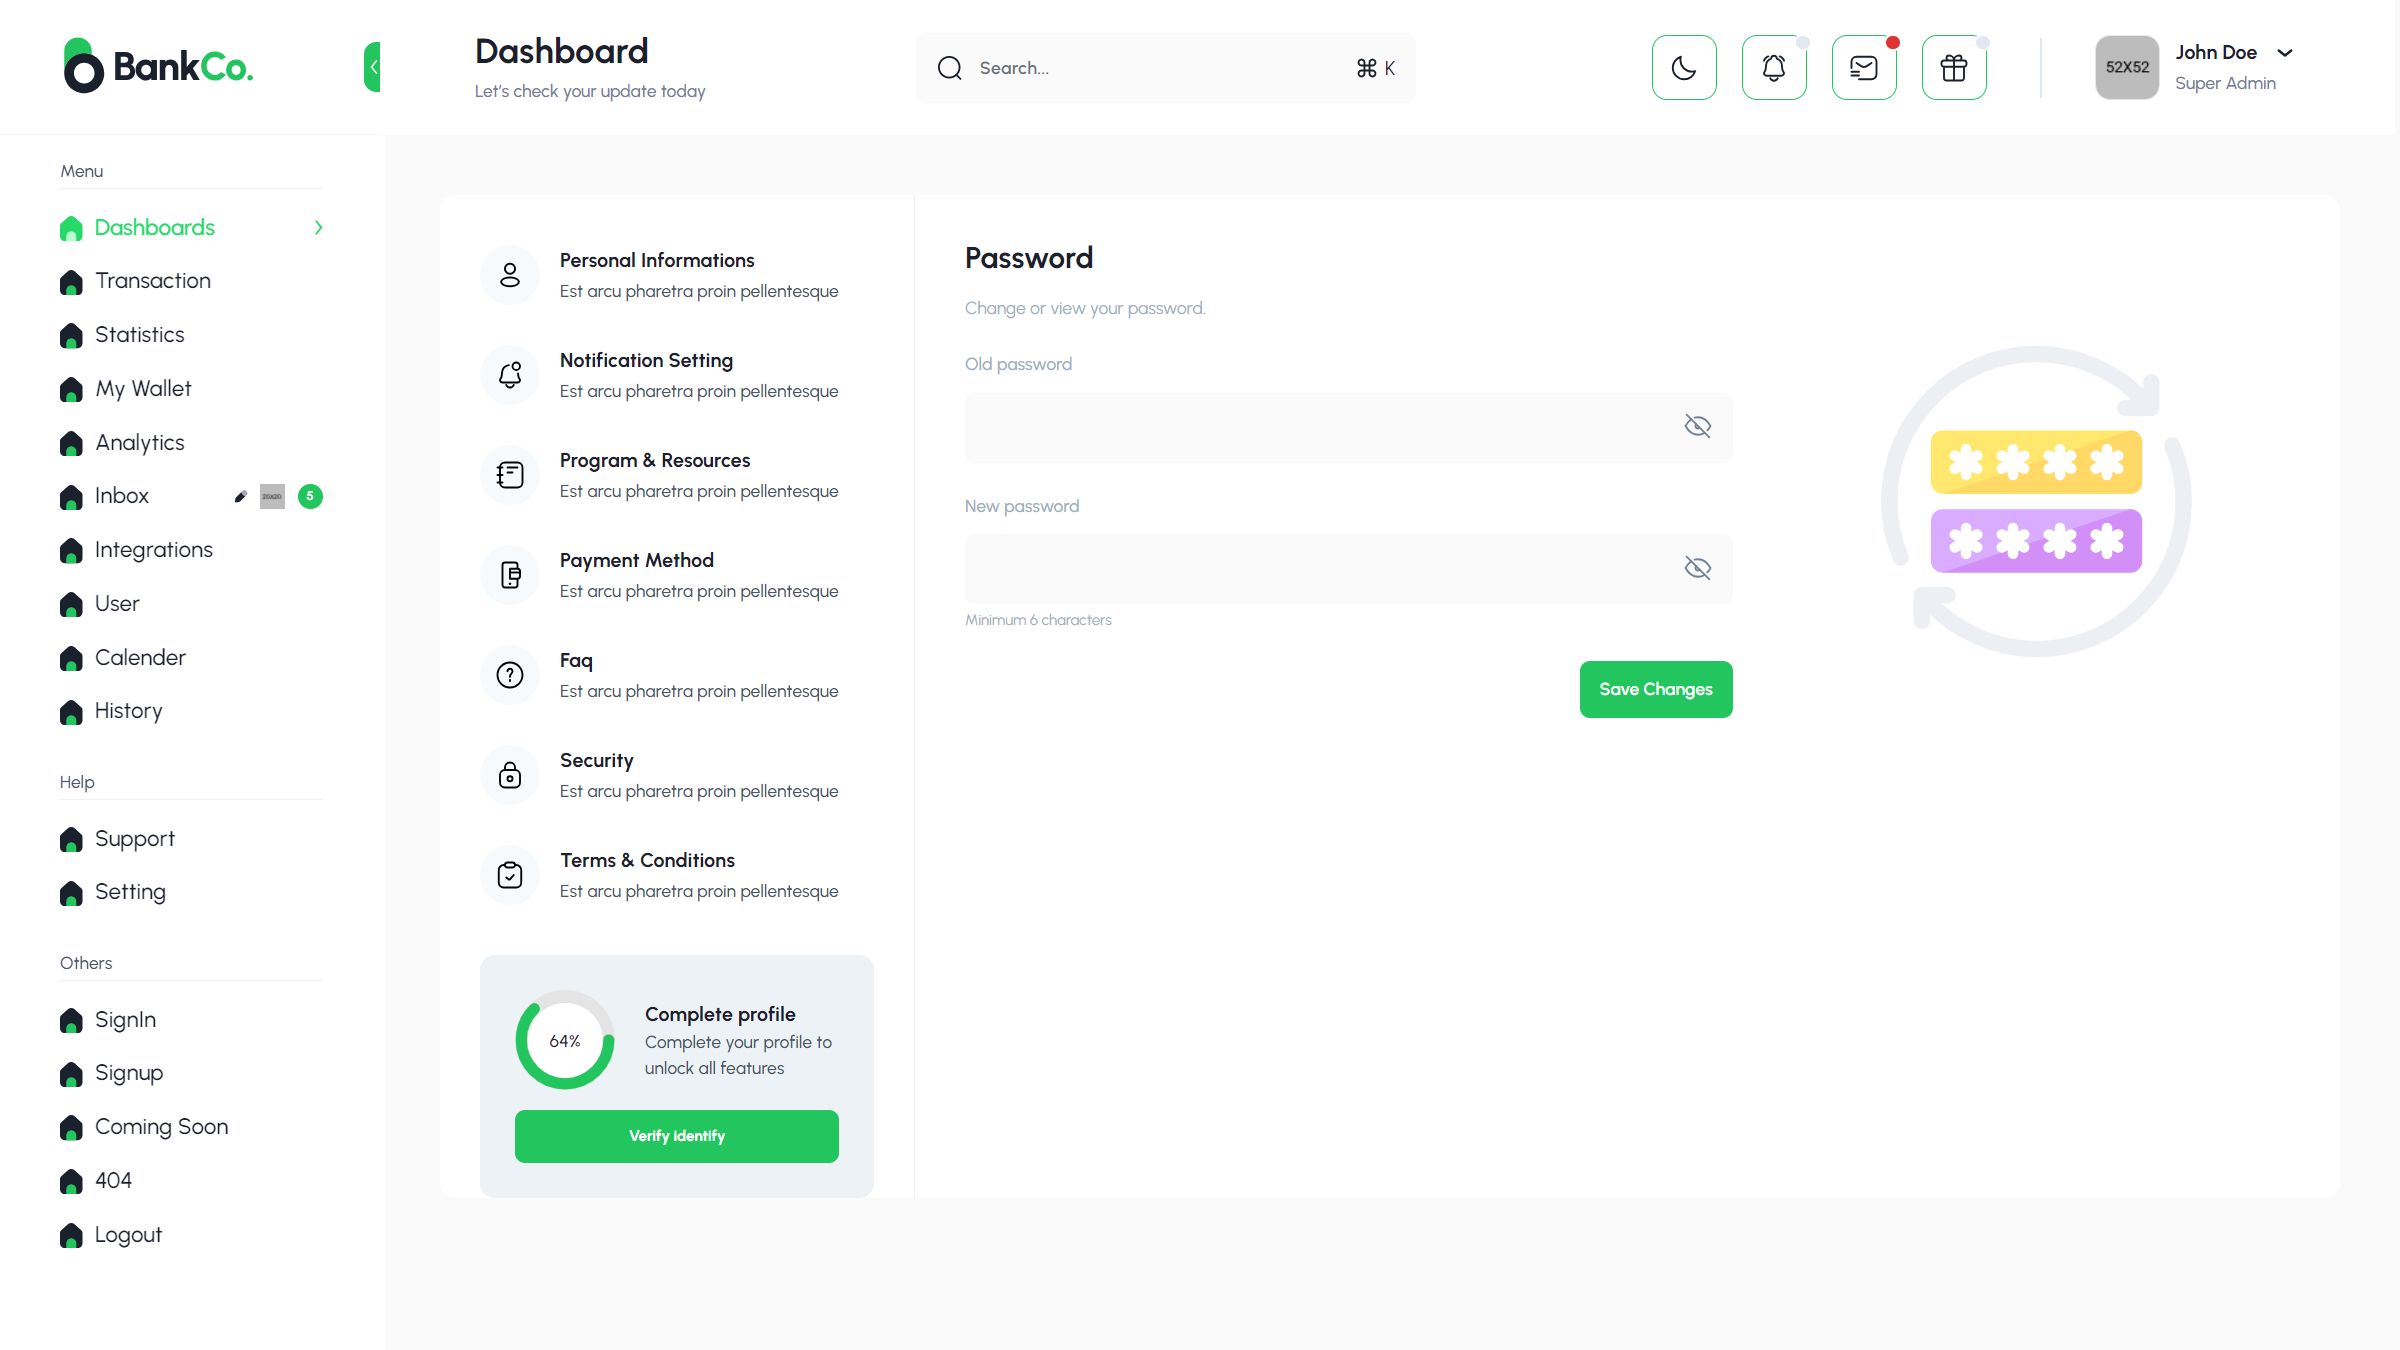 BankCo.
Dashboard
Let's check your update today
Search...
⌘ K
52X52
John Doe
Super Admin
Menu
Dashboards
Transaction
Statistics
My Wallet
Analytics
Inbox
20x20
5
Integrations
User
Calender
History
Help
Support
Setting
Others
SignIn
Signup
Coming Soon
404
Logout
Personal Informations
Est arcu pharetra proin pellentesque
Notification Setting
Est arcu pharetra proin pellentesque
Program & Resources
Est arcu pharetra proin pellentesque
Payment Method
Est arcu pharetra proin pellentesque
Faq
Est arcu pharetra proin pellentesque
Security
Est arcu pharetra proin pellentesque
Terms & Conditions
Est arcu pharetra proin pellentesque
64%
Complete profile
Complete your profile to
unlock all features
Verify identify
Password
Change or view your password.
Old password
New password
Minimum 6 characters
Save Changes